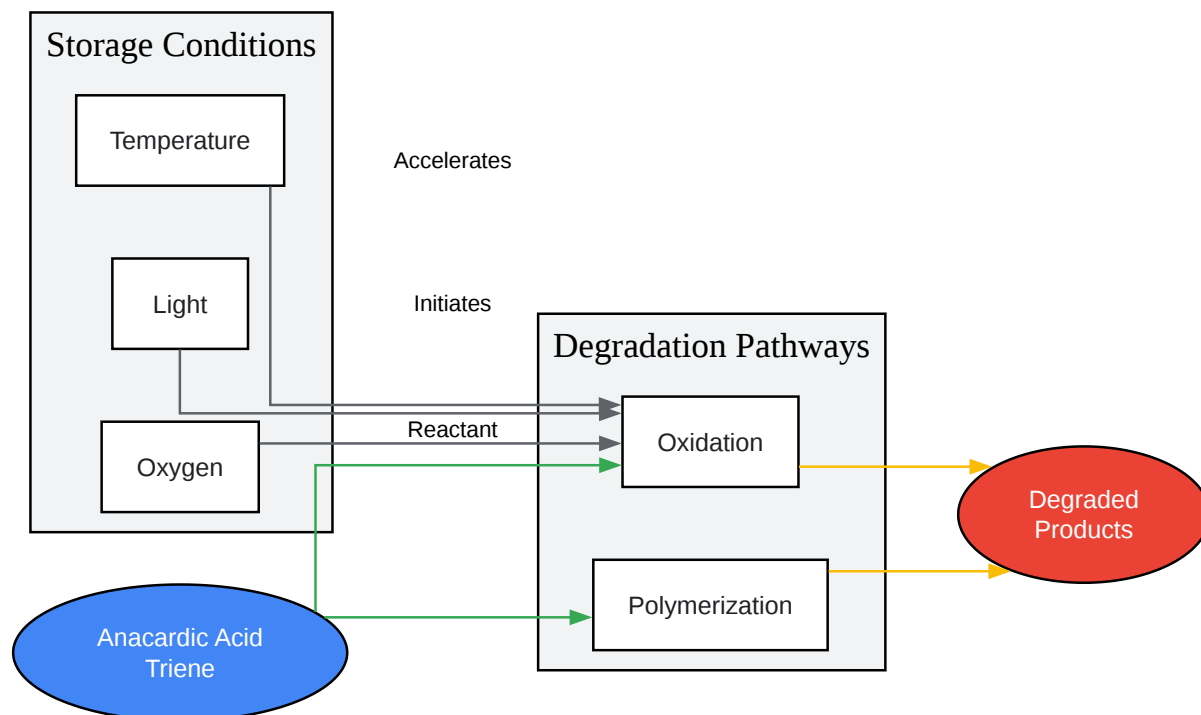 Storage Conditions
Temperature
Accelerates
Light
Initiates
Degradation Pathways
Reactant
Oxidation
Oxygen
Degraded
Products
Polymerization
Anacardic Acid
Triene